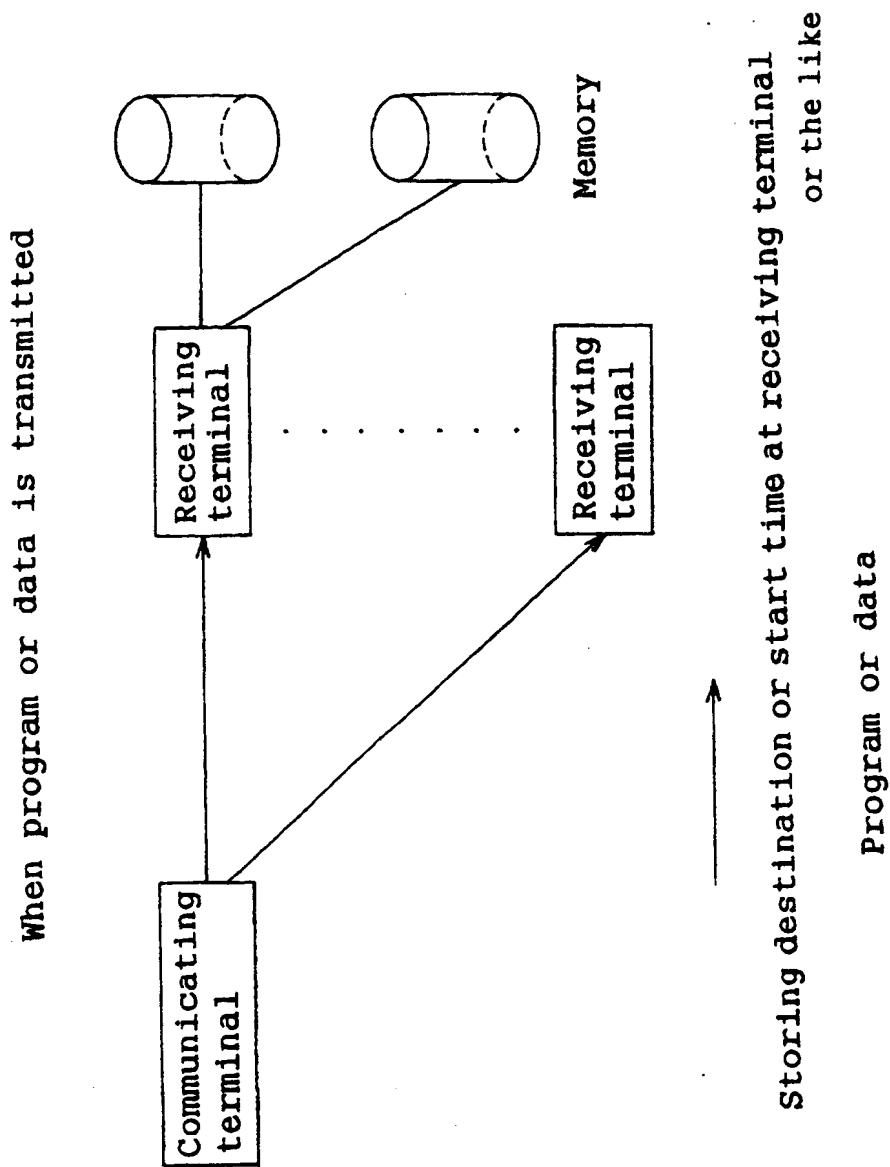 When program or data is transmitted
Communicating
terminal
Receiving
terminal
Receiving
terminal
Memory
Storing destination or start time at receiving terminal
or the like
Program or data